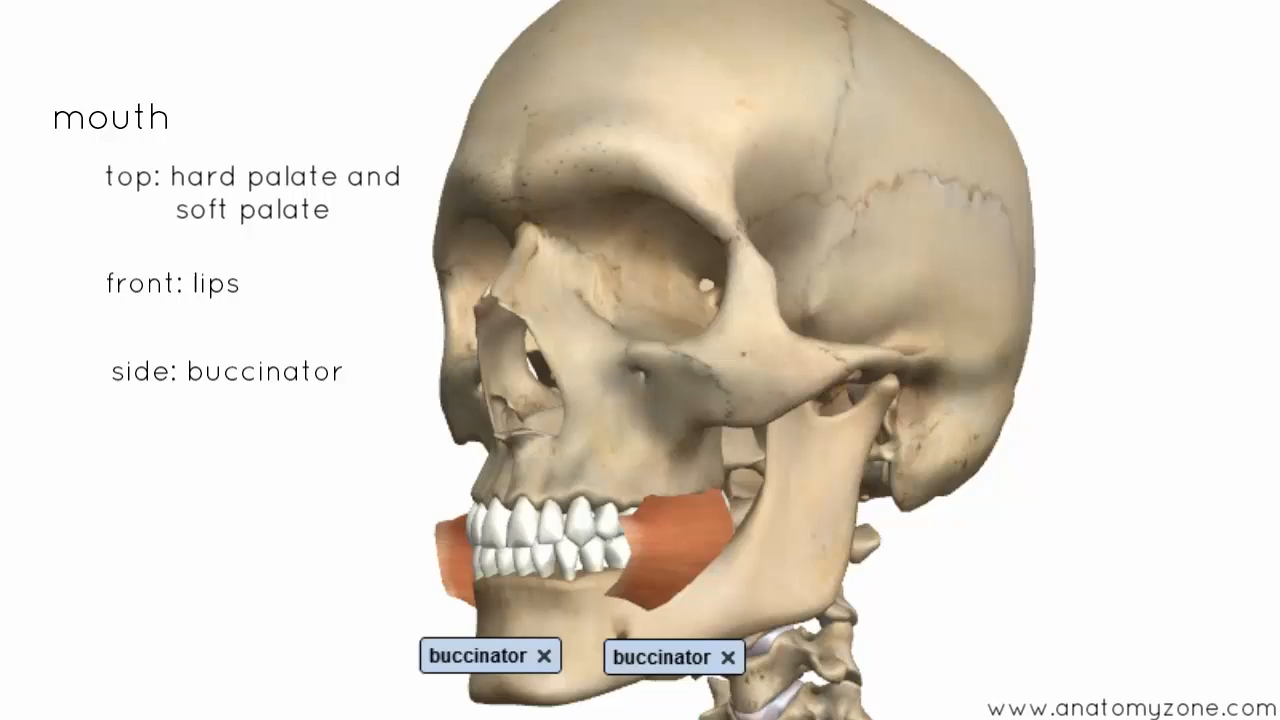 mouth
top: hard palate and
soft palate
front: lips
side: buccinator
buccinator ×
buccinator ×
www.anatomyzone.com